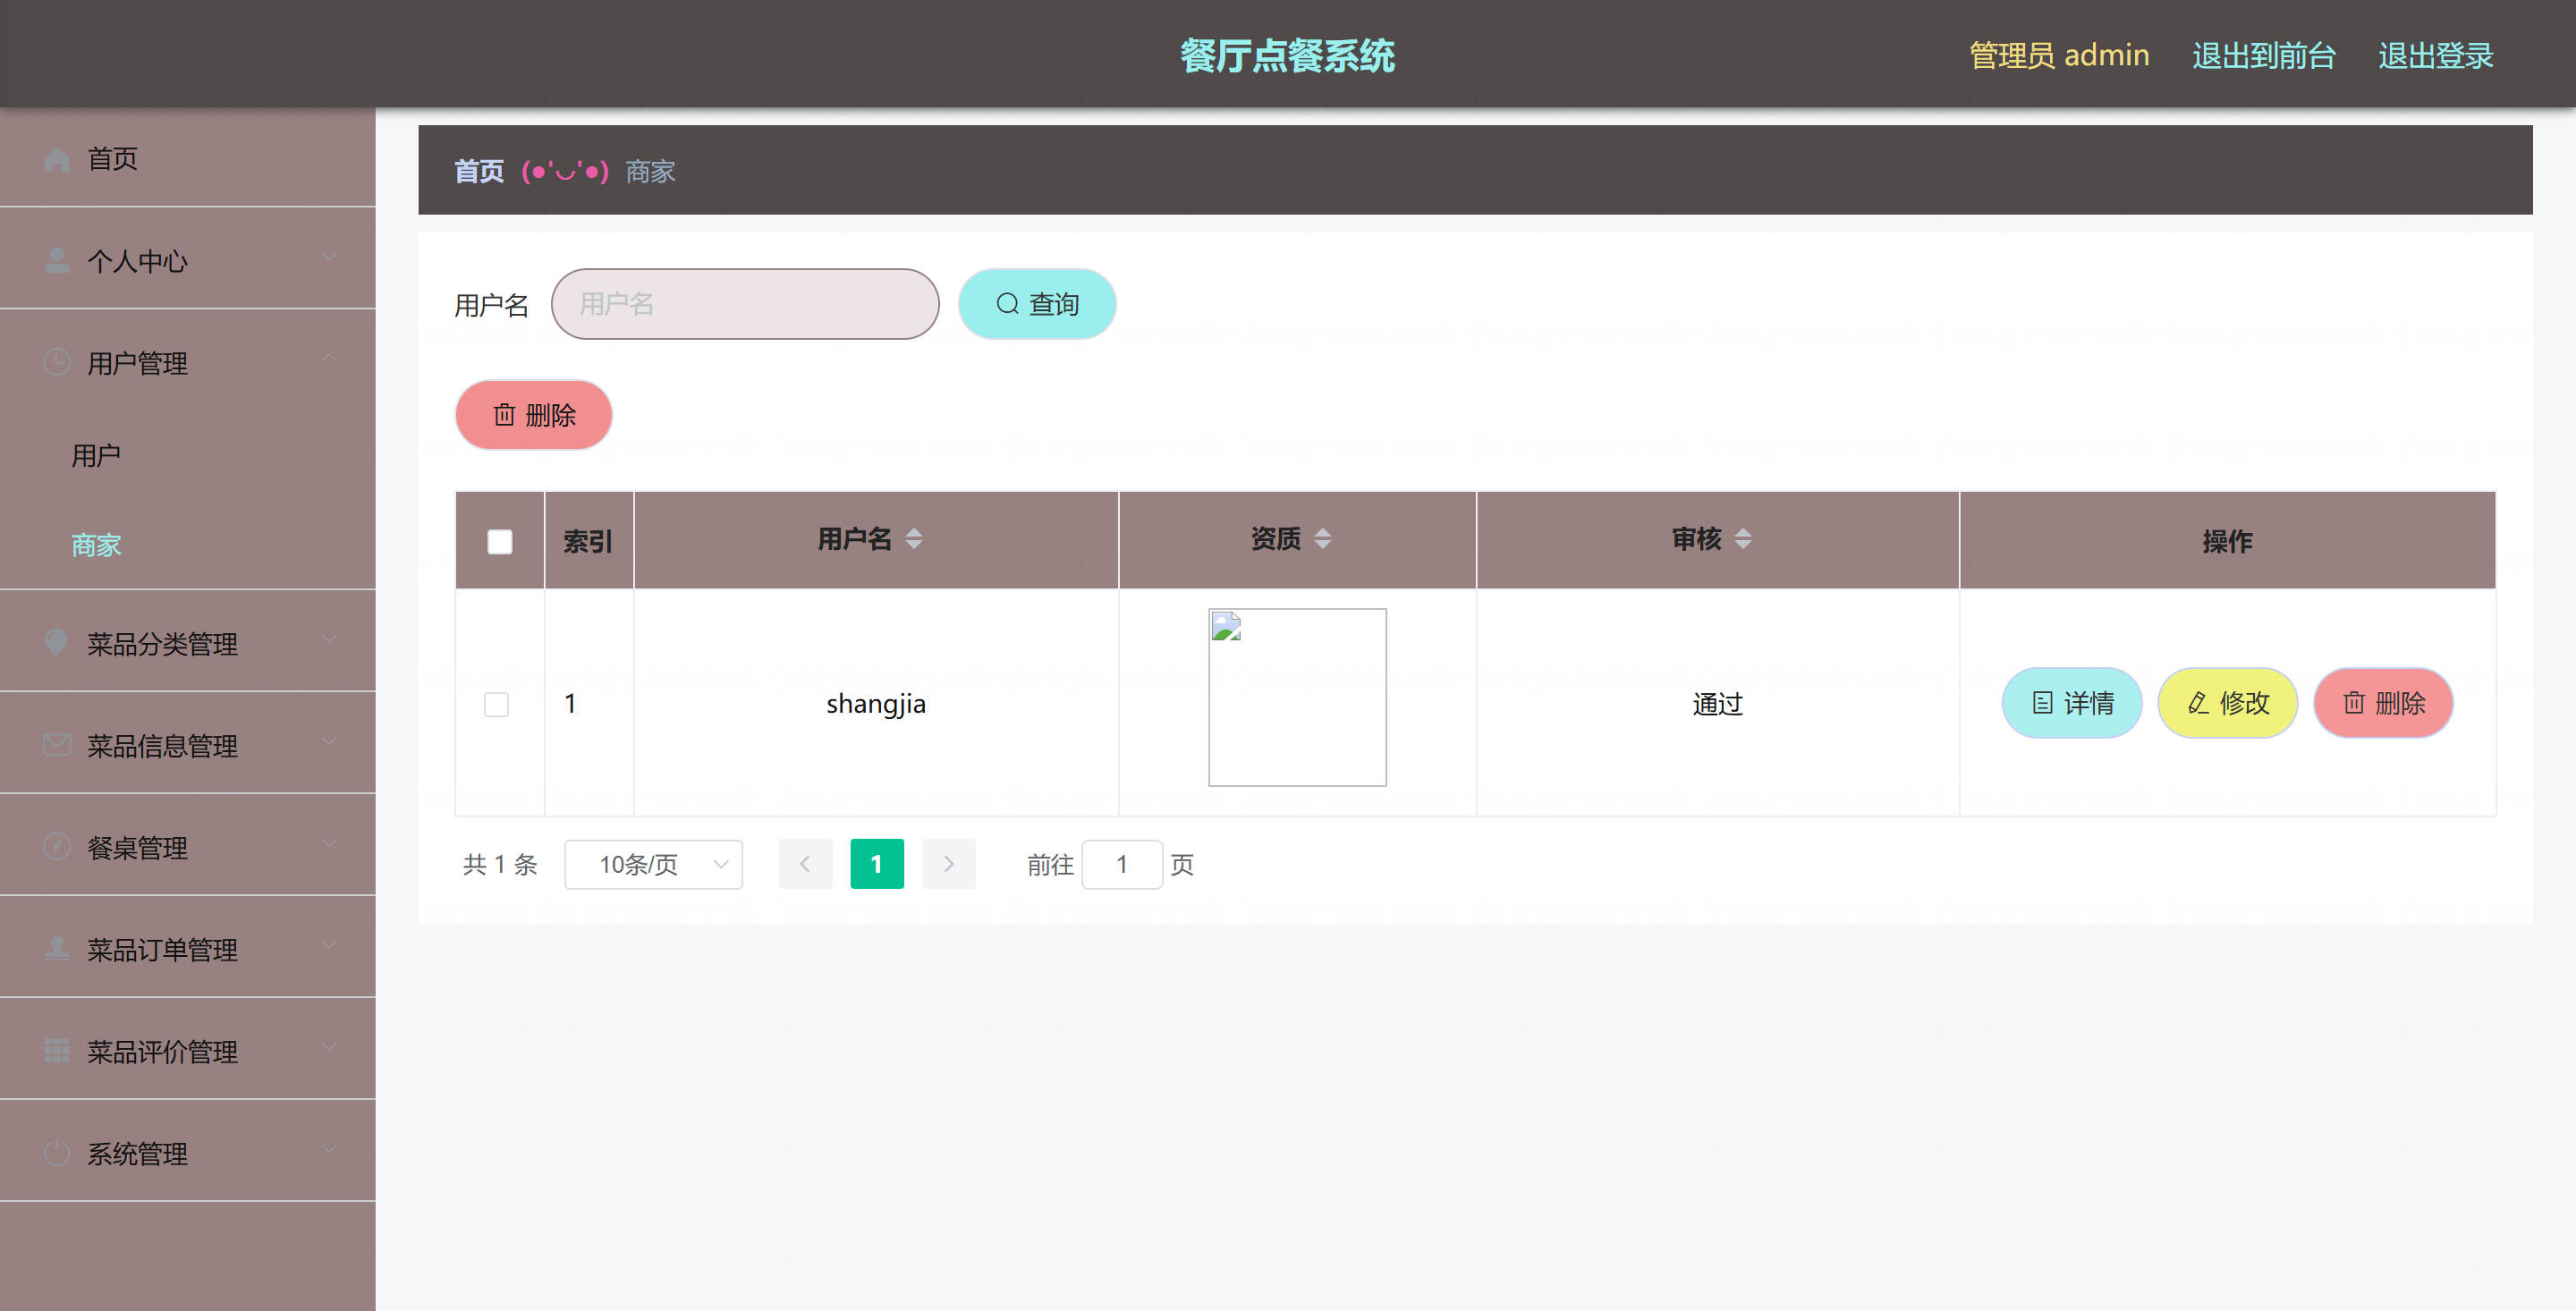 餐厅点餐系统
管理员 admin 退出到前台 退出登录
首页 (●'◡'●) 商家
首页
个人中心
用户管理
用户
商家
菜品分类管理
菜品信息管理
餐桌管理
菜品订单管理
菜品评价管理
系统管理
用户名 用户名 查询
删除
索引 用户名 资质 审核 操作
1 shangjia 通过 详情 修改 删除
共 1 条 10条/页 1 前往 1 页